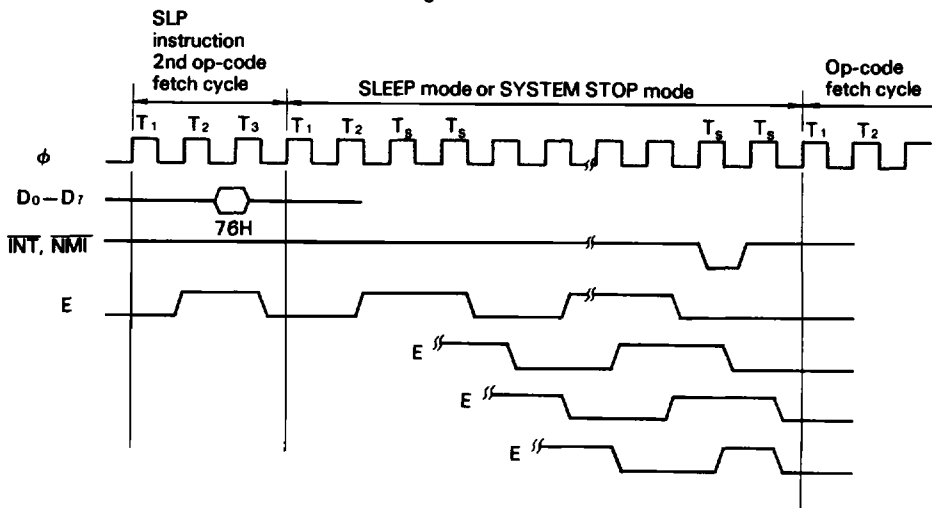 SLP
instruction
2nd op-code
fetch cycle
SLEEP mode or SYSTEM STOP mode
Op-code
fetch cycle
T1 T2 T3 T1 T2 Ts Ts Ts Ts T1 T2
φ
D0–D7
76H
INT, NMI
E
E
E
E